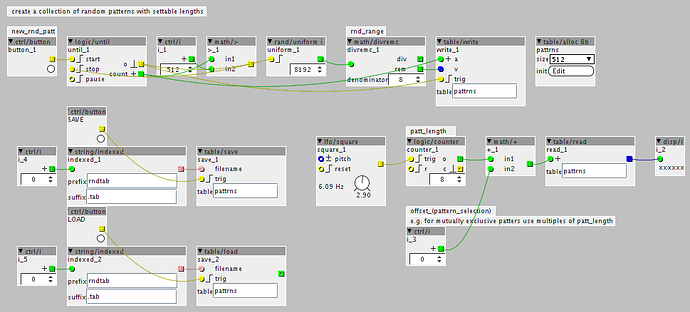 create a collection of random patterns with settable lengths
new_rnd_patt
rnd_range
ctrl/button
button_1
logic/until
until_1
start
stop
pause
o
count
ctrl/i
i_1
512
math/>
>_1
in1
in2
rand/uniform i
uniform_1
8192
math/divremc
divremc_1
div
rem
denominator
8
table/write
write_1
a
v
trig
table
pattrns
table/alloc 8b
pattrns
size
512
init
Edit
ctrl/button
SAVE
ctrl/i
i_4
0
string/indexed
indexed_1
prefix
rndtab
suffix
.tab
table/save
save_1
filename
trig
table
pattrns
lfo/square
square_1
pitch
reset
6.09 Hz
2.90
patt_length
logic/counter
counter_1
trig
o
r
c
8
math/+
+_1
in1
in2
table/read
read_1
table
pattrns
disp/i
i_2
xxxxxx
ctrl/button
LOAD
ctrl/i
i_5
0
string/indexed
indexed_2
prefix
rndtab
suffix
.tab
table/load
save_2
filename
trig
table
pattrns
offset_(pattern_selection)
e.g. for mutually exclusive patters use multiples of patt_length
ctrl/i
i_3
0